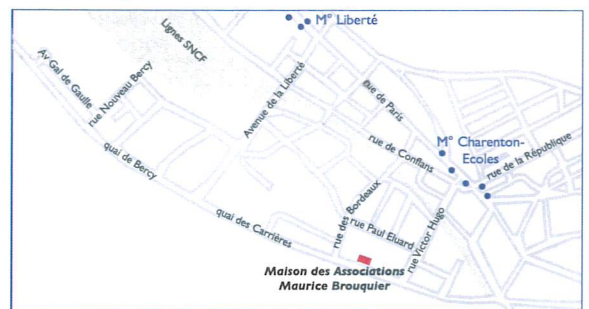 M° Liberté
Lignes SNCF
Av Gal de Gaulle
rue Nouveau Bercy
Avenue de la Liberté
rue de Paris
M° Charenton-
Ecoles
rue de la République
rue de Conflans
quai de Bercy
rue des Bordeaux
quai des Carrières
rue Paul Eluard
rue Victor Hugo
Maison des Associations
Maurice Brouquier